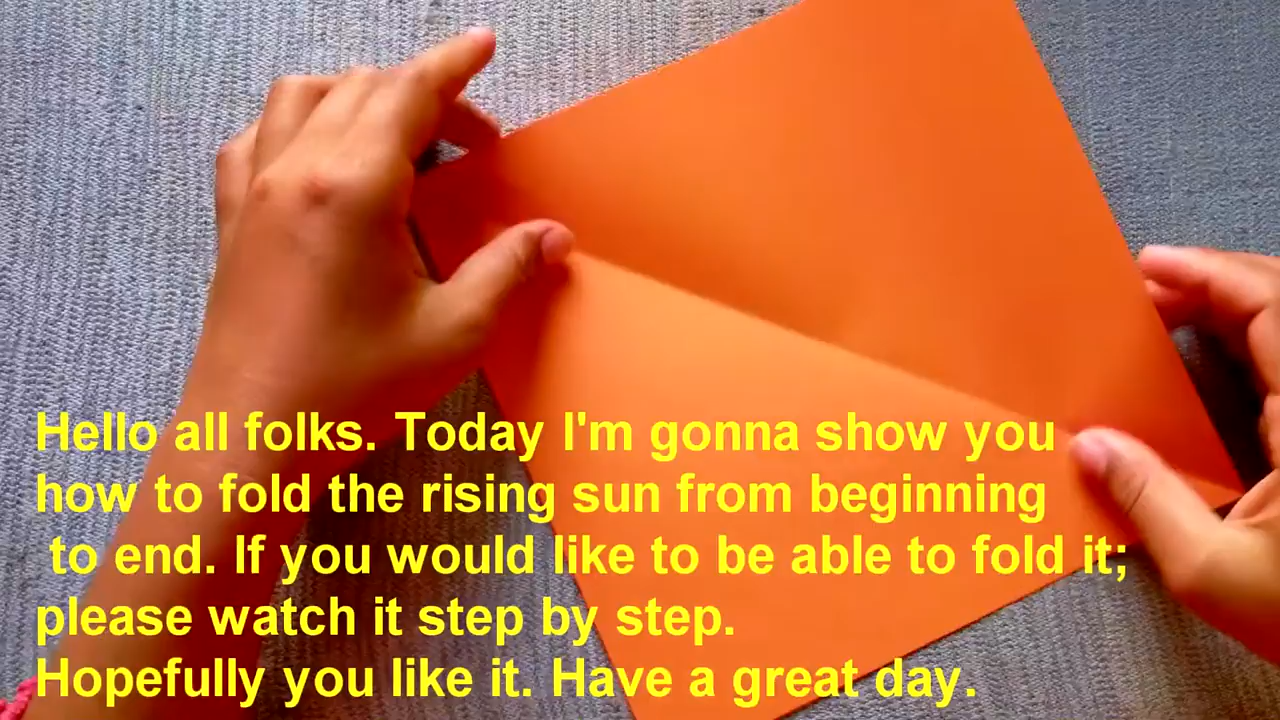 Hello all folks. Today I'm gonna show you
how to fold the rising sun from beginning
to end. If you would like to be able to fold it;
please watch it step by step.
Hopefully you like it. Have a great day.